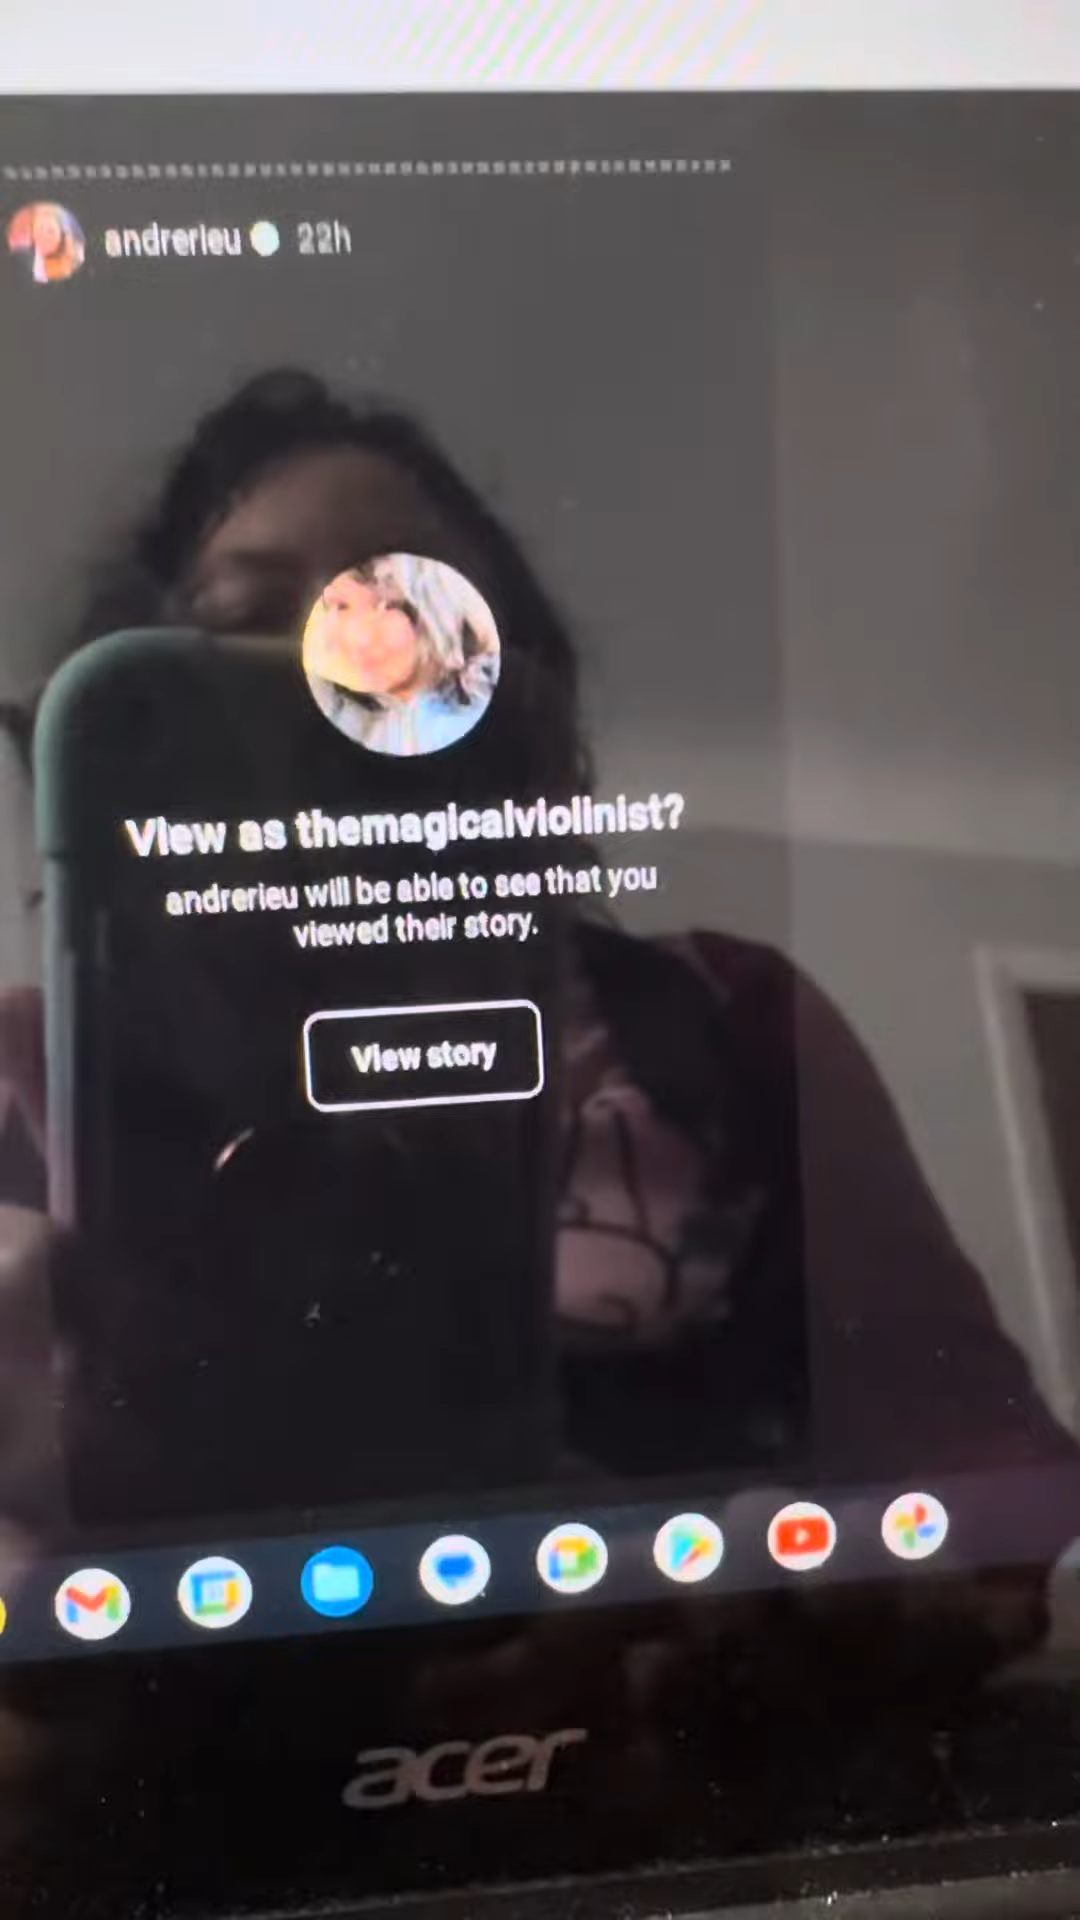 andrerieu 22h
View as themagicalviolinist?
andrerieu will be able to see that you
viewed their story.
View story
acer